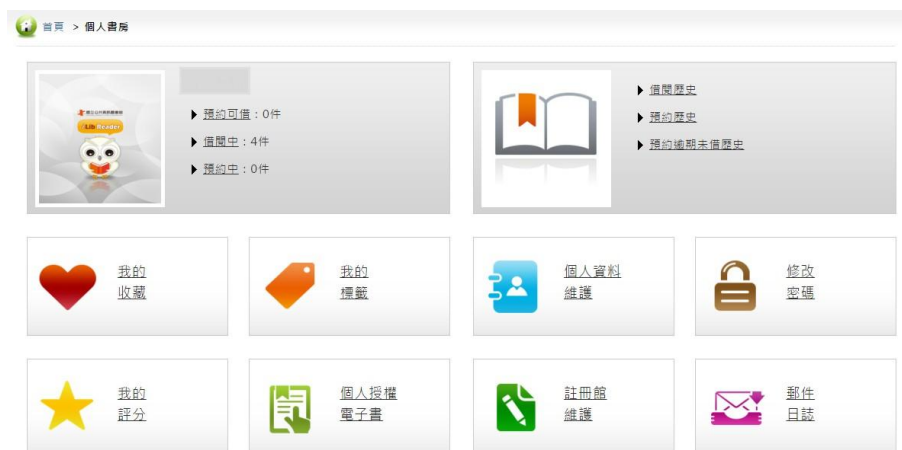 首頁 > 個人書房
Lib Reader
預約可借：0件
借閱中：4件
預約中：0件
借閱歷史
預約歷史
預約逾期未借歷史
我的
收藏
我的
標籤
個人資料
維護
修改
密碼
我的
評分
個人授權
電子書
註冊館
維護
郵件
日誌